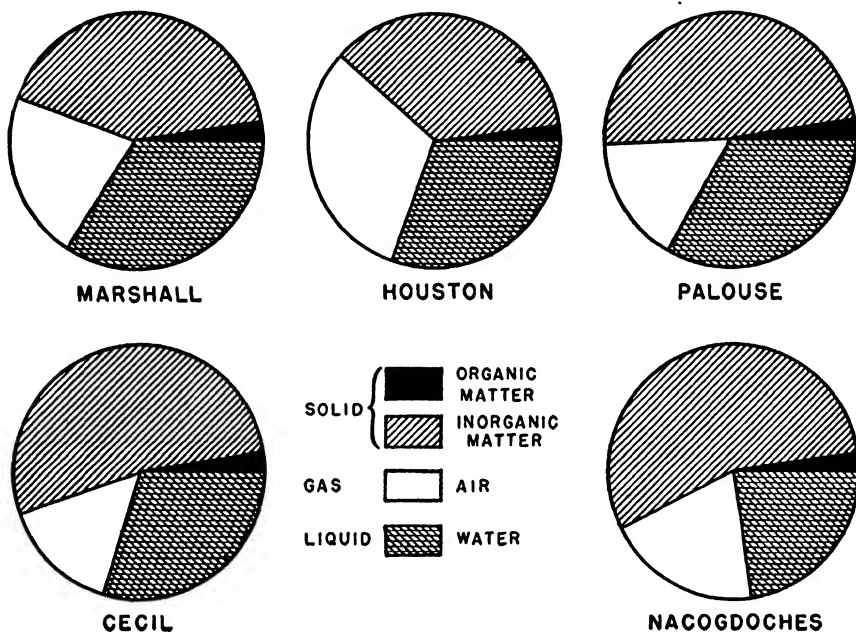 MARSHALL
HOUSTON
PALOUSE
SOLID
ORGANIC
MATTER
INORGANIC
MATTER
GAS
AIR
LIQUID
WATER
CECIL
NACOGDOCHES